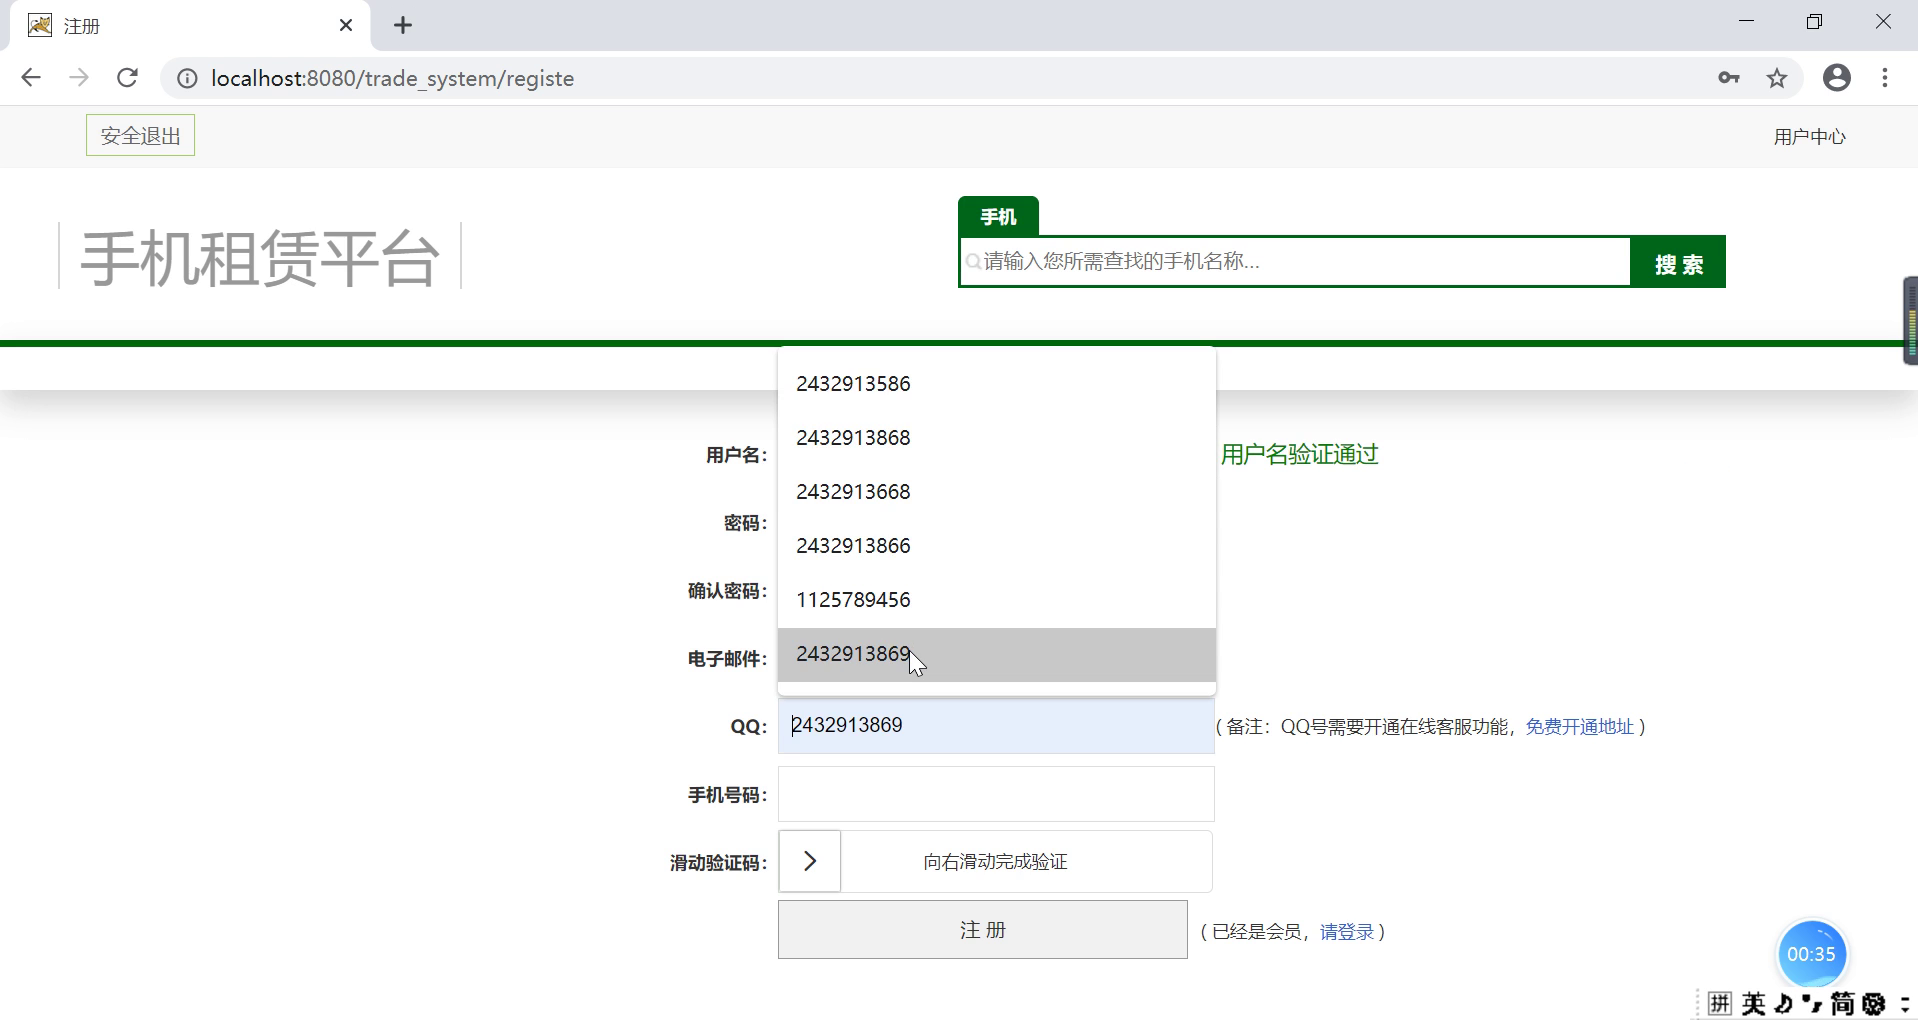 注册
localhost:8080/trade_system/registe
安全退出
用户中心
手机租赁平台
手机
请输入您所需查找的手机名称...
搜 索
2432913586
2432913868
用户名：
用户名验证通过
2432913668
密码：
2432913866
确认密码：
1125789456
电子邮件：
2432913869
QQ：
2432913869
( 备注：QQ号需要开通在线客服功能，免费开通地址 )
手机号码：
滑动验证码：
向右滑动完成验证
注 册
( 已经是会员，请登录 )
00:35
拼 英 简